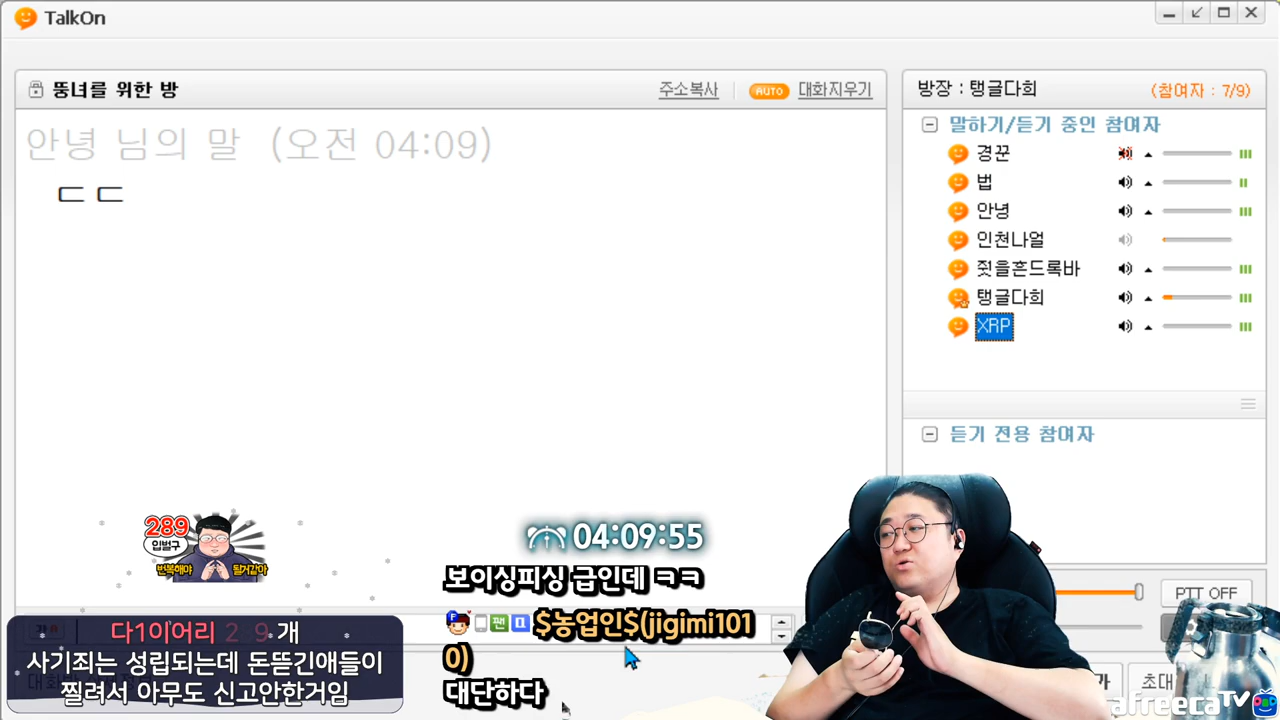 TalkOn
뚱녀를 위한 방
주소복사
AUTO
대화지우기
방장 : 탱글다희
(참여자 : 7/9)
안녕 님의 말 (오전 04:09)
ㄷㄷ
말하기/듣기 중인 참여자
경꾼
법
안녕
인천나얼
줫을흔드록바
탱글다희
XRP
듣기 전용 참여자
PTT OFF
초대
289
입벌구
번복해야
될거같아
04:09:55
보이싱피싱 급인데 ㅋㅋ
팬
$농업인$(jigimi101
0)
대단하다
다1이어리 2 9 개
사기죄는 성립되는데 돈뜯긴애들이
찔려서 아무도 신고안한거임
afreecaTV